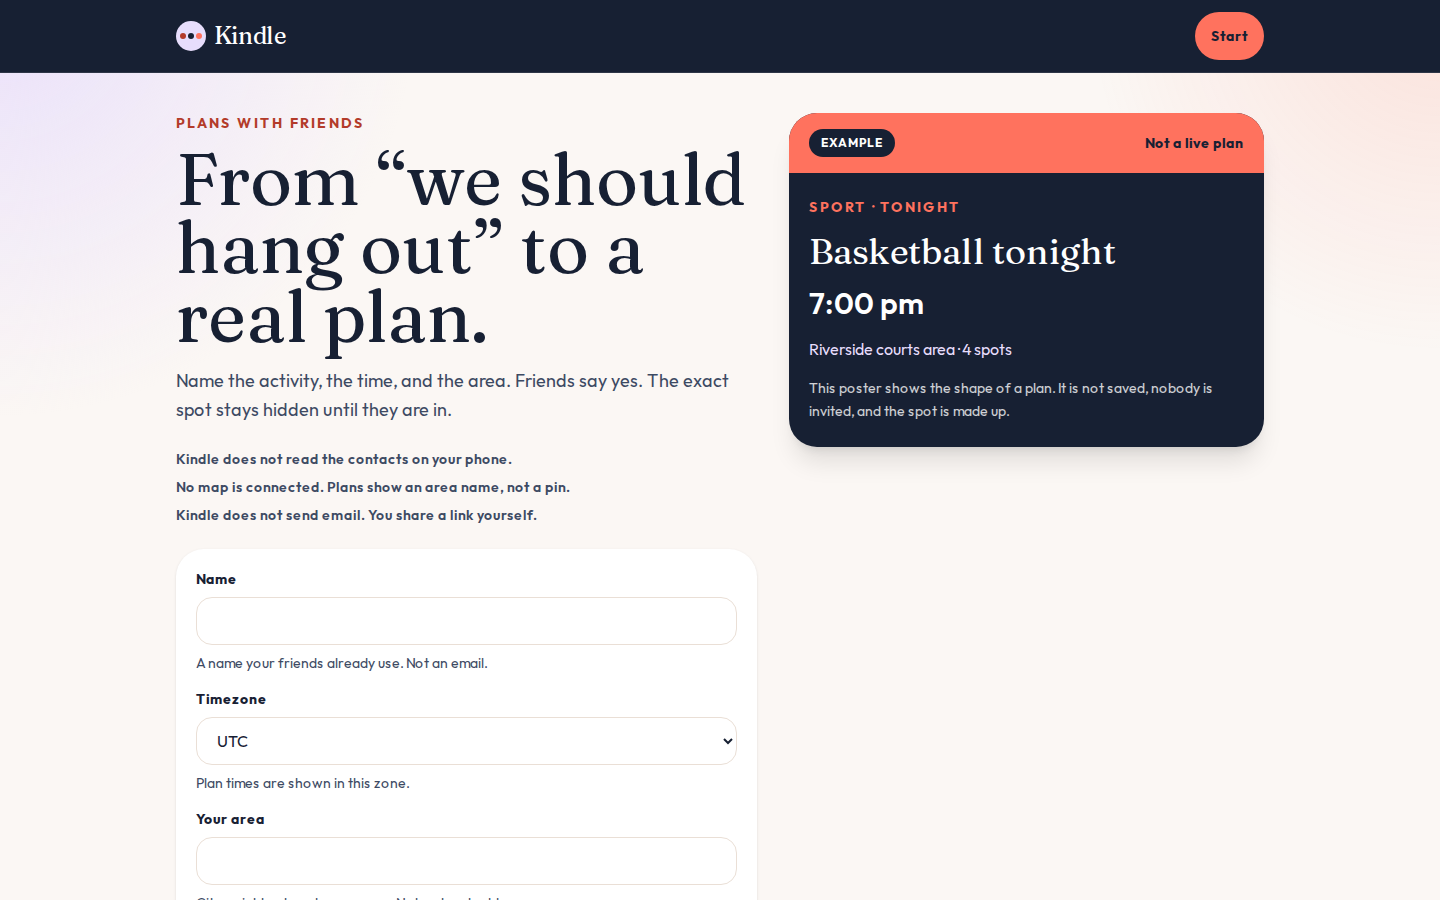 Kindle
Start
PLANS WITH FRIENDS
From “we should
hang out” to a
real plan.
Name the activity, the time, and the area. Friends say yes. The exact
spot stays hidden until they are in.
Kindle does not read the contacts on your phone.
No map is connected. Plans show an area name, not a pin.
Kindle does not send email. You share a link yourself.
EXAMPLE
Not a live plan
SPORT · TONIGHT
Basketball tonight
7:00 pm
Riverside courts area · 4 spots
This poster shows the shape of a plan. It is not saved, nobody is
invited, and the spot is made up.
Name
A name your friends already use. Not an email.
Timezone
UTC
Plan times are shown in this zone.
Your area